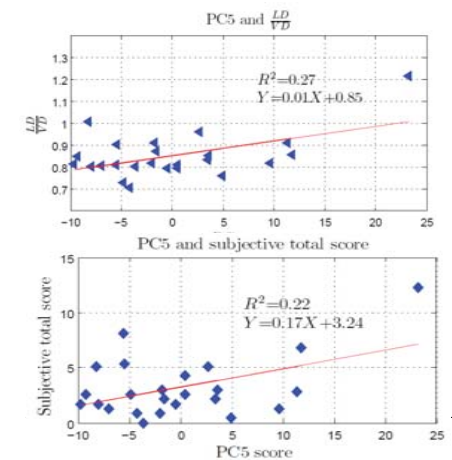 PC5 and LD/VD
1.3
1.2
1.1
1
0.9
0.8
0.7
LD/VD
R²=0.27
Y=0.01X+0.85
-10 -5 0 5 10 15 20 25
PC5 and subjective total score
15
10
5
0
Subjective total score
R²=0.22
Y=0.17X+3.24
-10 -5 0 5 10 15 20 25
PC5 score